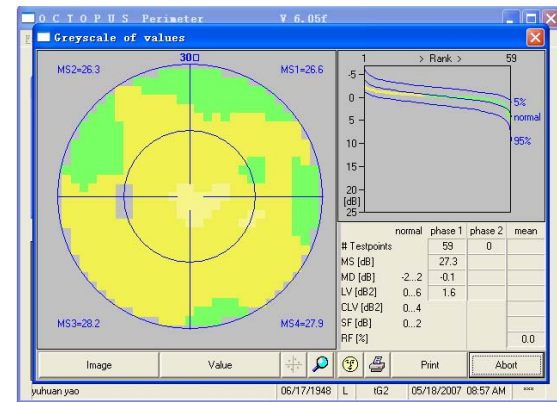 OCTOPUS Perimeter V 6.05f
Greyscale of values
30□
MS2=26.3
MS1=26.6
MS3=28.2
MS4=27.9
1 > Rank > 59
-5
0
5
10
15
20
[dB]
25
5%
normal
95%
normal phase 1 phase 2 mean
# Testpoints 59 0
MS [dB] 27.3
MD [dB] -2...2 -0.1
LV [dB2] 0...6 1.6
CLV [dB2] 0...4
SF [dB] 0...2
RF [%] 0.0
Image Value Print Abort
yuhuan yao 06/17/1948 L tG2 05/18/2007 08:57 AM ***